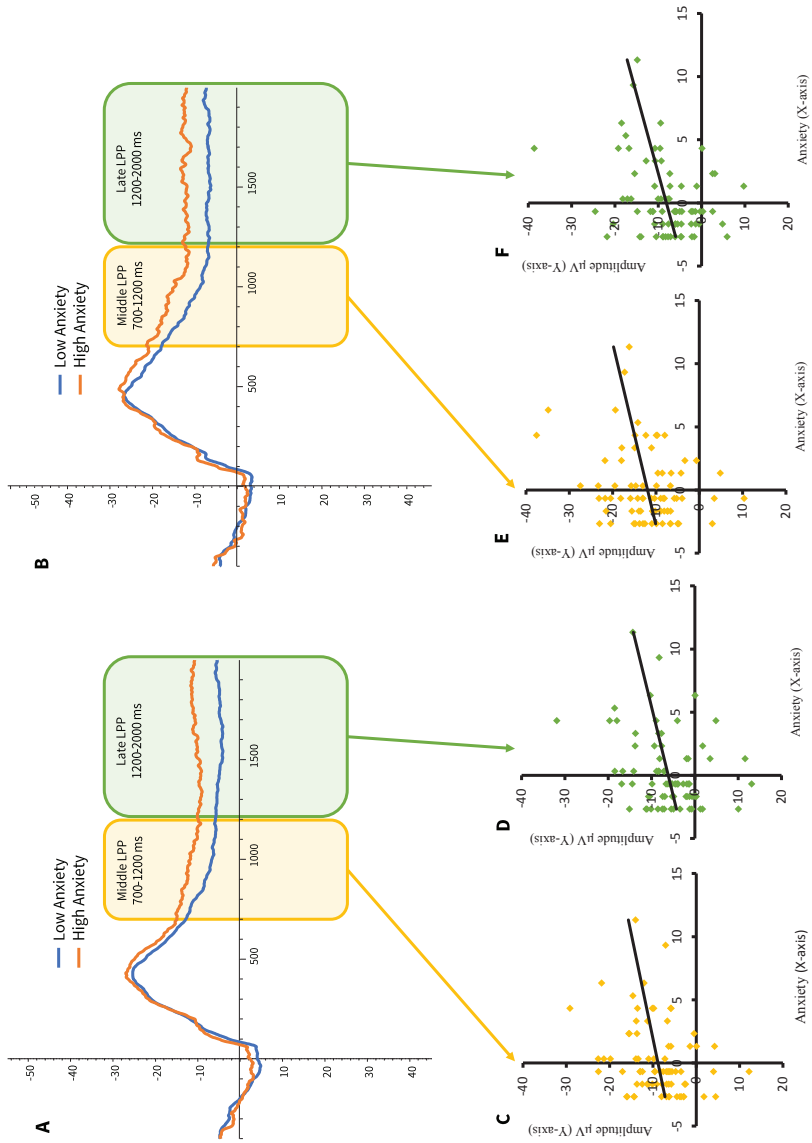 A
Low Anxiety
High Anxiety
-50
-40
-30
-20
-10
10
20
30
40
500
1000
1500
Middle LPP
700-1200 ms
Late LPP
1200-2000 ms
B
Low Anxiety
High Anxiety
-50
-40
-30
-20
-10
10
20
30
40
500
1000
1500
Middle LPP
700-1200 ms
Late LPP
1200-2000 ms
C
Amplitude µV (Y-axis)
-40
-30
-20
-10
0
10
20
-5
0
5
10
15
Anxiety (X-axis)
D
Amplitude µV (Y-axis)
-40
-30
-20
-10
0
10
20
-5
0
5
10
15
Anxiety (X-axis)
E
Amplitude µV (Y-axis)
-40
-30
-20
-10
0
10
20
-5
0
5
10
15
Anxiety (X-axis)
F
Amplitude µV (Y-axis)
-40
-30
-20
-10
0
10
20
-5
0
5
10
15
Anxiety (X-axis)